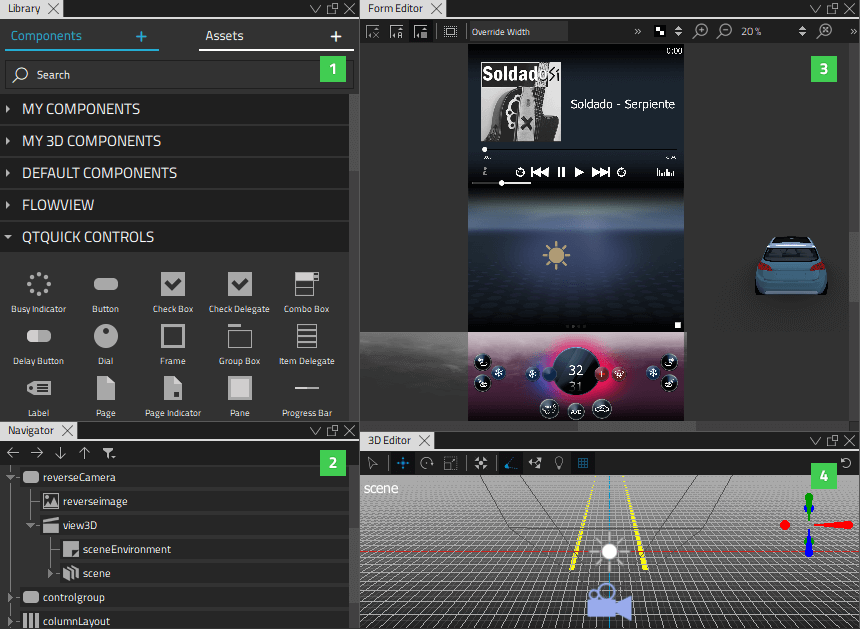 Library
Components
+
Assets
+
Search
1
MY COMPONENTS
MY 3D COMPONENTS
DEFAULT COMPONENTS
FLOWVIEW
QTQUICK CONTROLS
Busy Indicator
Button
Check Box
Check Delegate
Combo Box
Delay Button
Dial
Frame
Group Box
Item Delegate
Label
Page
Page Indicator
Pane
Progress Bar
Navigator
2
reverseCamera
reverseimage
view3D
sceneEnvironment
scene
controlgroup
columnLayout
Form Editor
Override Width
»
20 %
»
3
0:00
Soldado
Soldado - Serpiente
32
31
3D Editor
4
scene